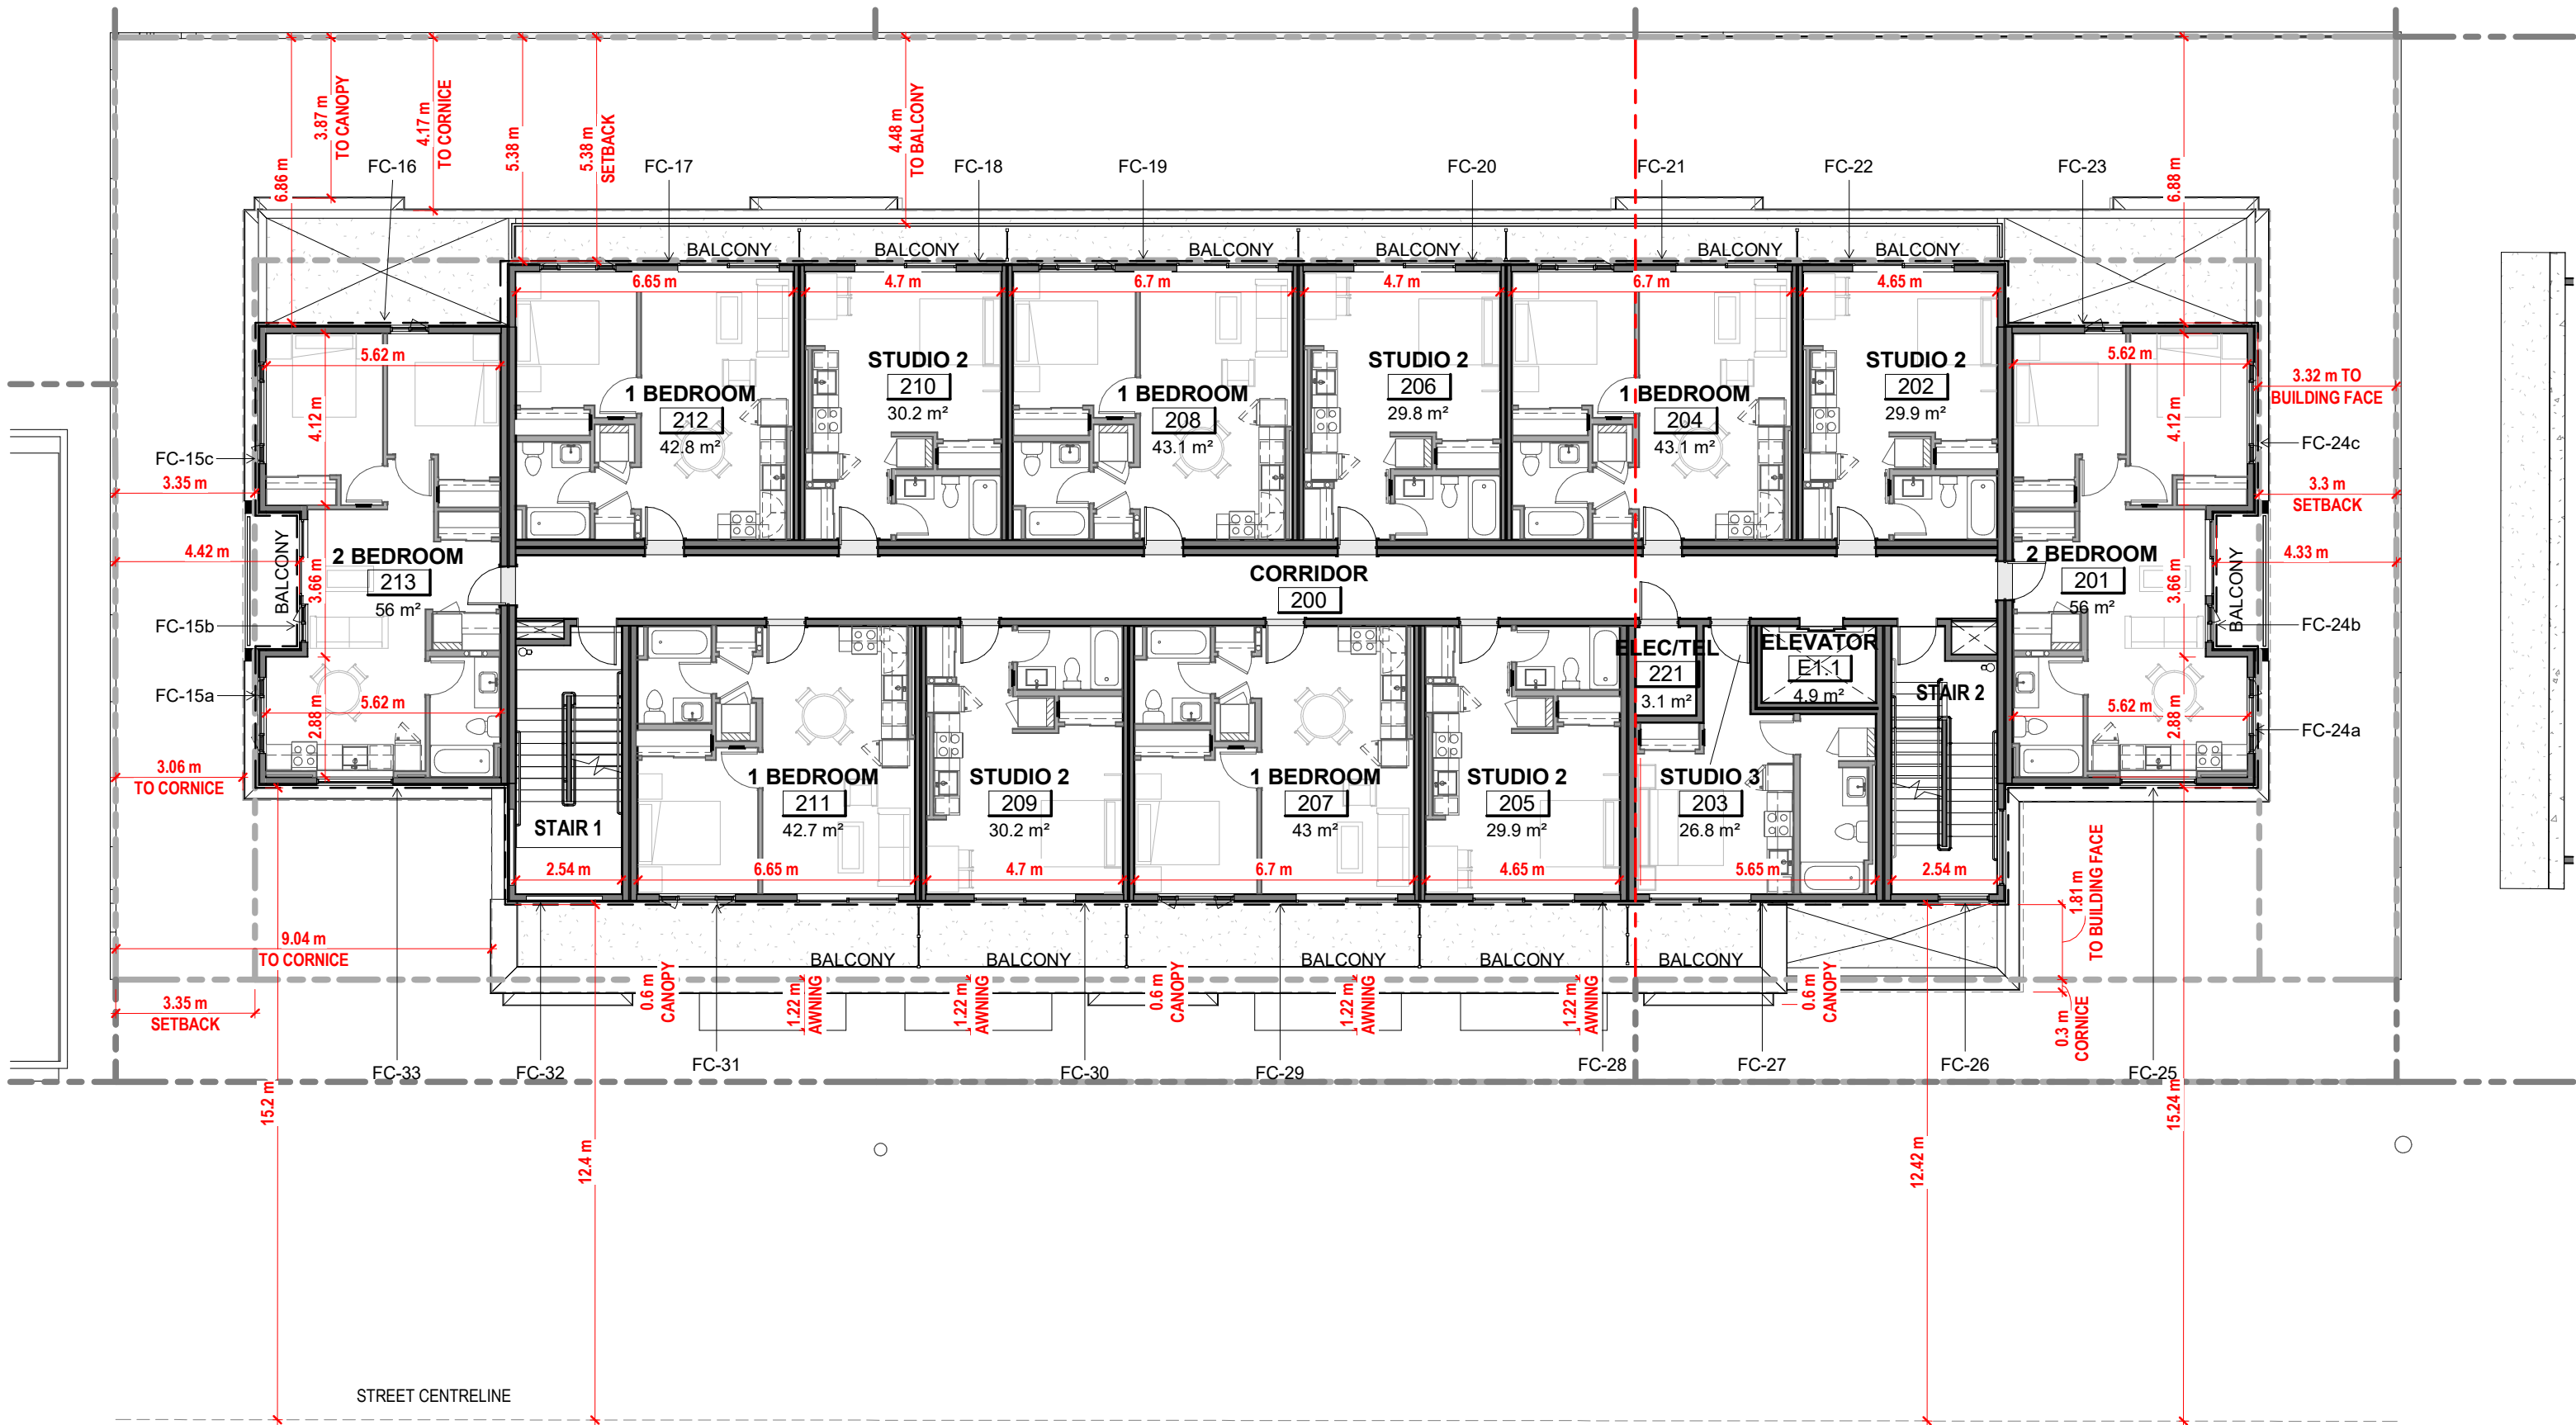 3.87 m
TO CANOPY
4.17 m
TO CORNICE
6.86 m
5.38 m
5.38 m
SETBACK
4.48 m
TO BALCONY
6.88 m
FC-16
FC-17
FC-18
FC-19
FC-20
FC-21
FC-22
FC-23
BALCONY
BALCONY
BALCONY
BALCONY
BALCONY
BALCONY
6.65 m
4.7 m
6.7 m
4.7 m
6.7 m
4.65 m
5.62 m
5.62 m
4.12 m
4.12 m
1 BEDROOM
212
42.8 m²
STUDIO 2
210
30.2 m²
1 BEDROOM
208
43.1 m²
STUDIO 2
206
29.8 m²
1 BEDROOM
204
43.1 m²
STUDIO 2
202
29.9 m²
3.32 m TO
BUILDING FACE
FC-15c
3.35 m
FC-24c
3.3 m
SETBACK
4.42 m
BALCONY
3.66 m
2 BEDROOM
213
56 m²
CORRIDOR
200
2 BEDROOM
201
56 m²
3.66 m
BALCONY
4.33 m
FC-15b
FC-24b
FC-15a
5.62 m
2.88 m
ELEC/TEL
221
3.1 m²
ELEVATOR
E1.1
4.9 m²
STAIR 2
5.62 m
2.88 m
FC-24a
3.06 m
TO CORNICE
STAIR 1
1 BEDROOM
211
42.7 m²
STUDIO 2
209
30.2 m²
1 BEDROOM
207
43 m²
STUDIO 2
205
29.9 m²
STUDIO 3
203
26.8 m²
2.54 m
6.65 m
4.7 m
6.7 m
4.65 m
5.65 m
2.54 m
1.81 m
TO BUILDING FACE
9.04 m
TO CORNICE
BALCONY
BALCONY
BALCONY
BALCONY
BALCONY
3.35 m
SETBACK
0.6 m
CANOPY
1.22 m
AWNING
1.22 m
AWNING
0.6 m
CANOPY
1.22 m
AWNING
1.22 m
AWNING
0.6 m
CANOPY
0.3 m
CORNICE
FC-33
FC-32
FC-31
FC-30
FC-29
FC-28
FC-27
FC-26
FC-25
15.2 m
12.4 m
12.42 m
15.24 m
STREET CENTRELINE